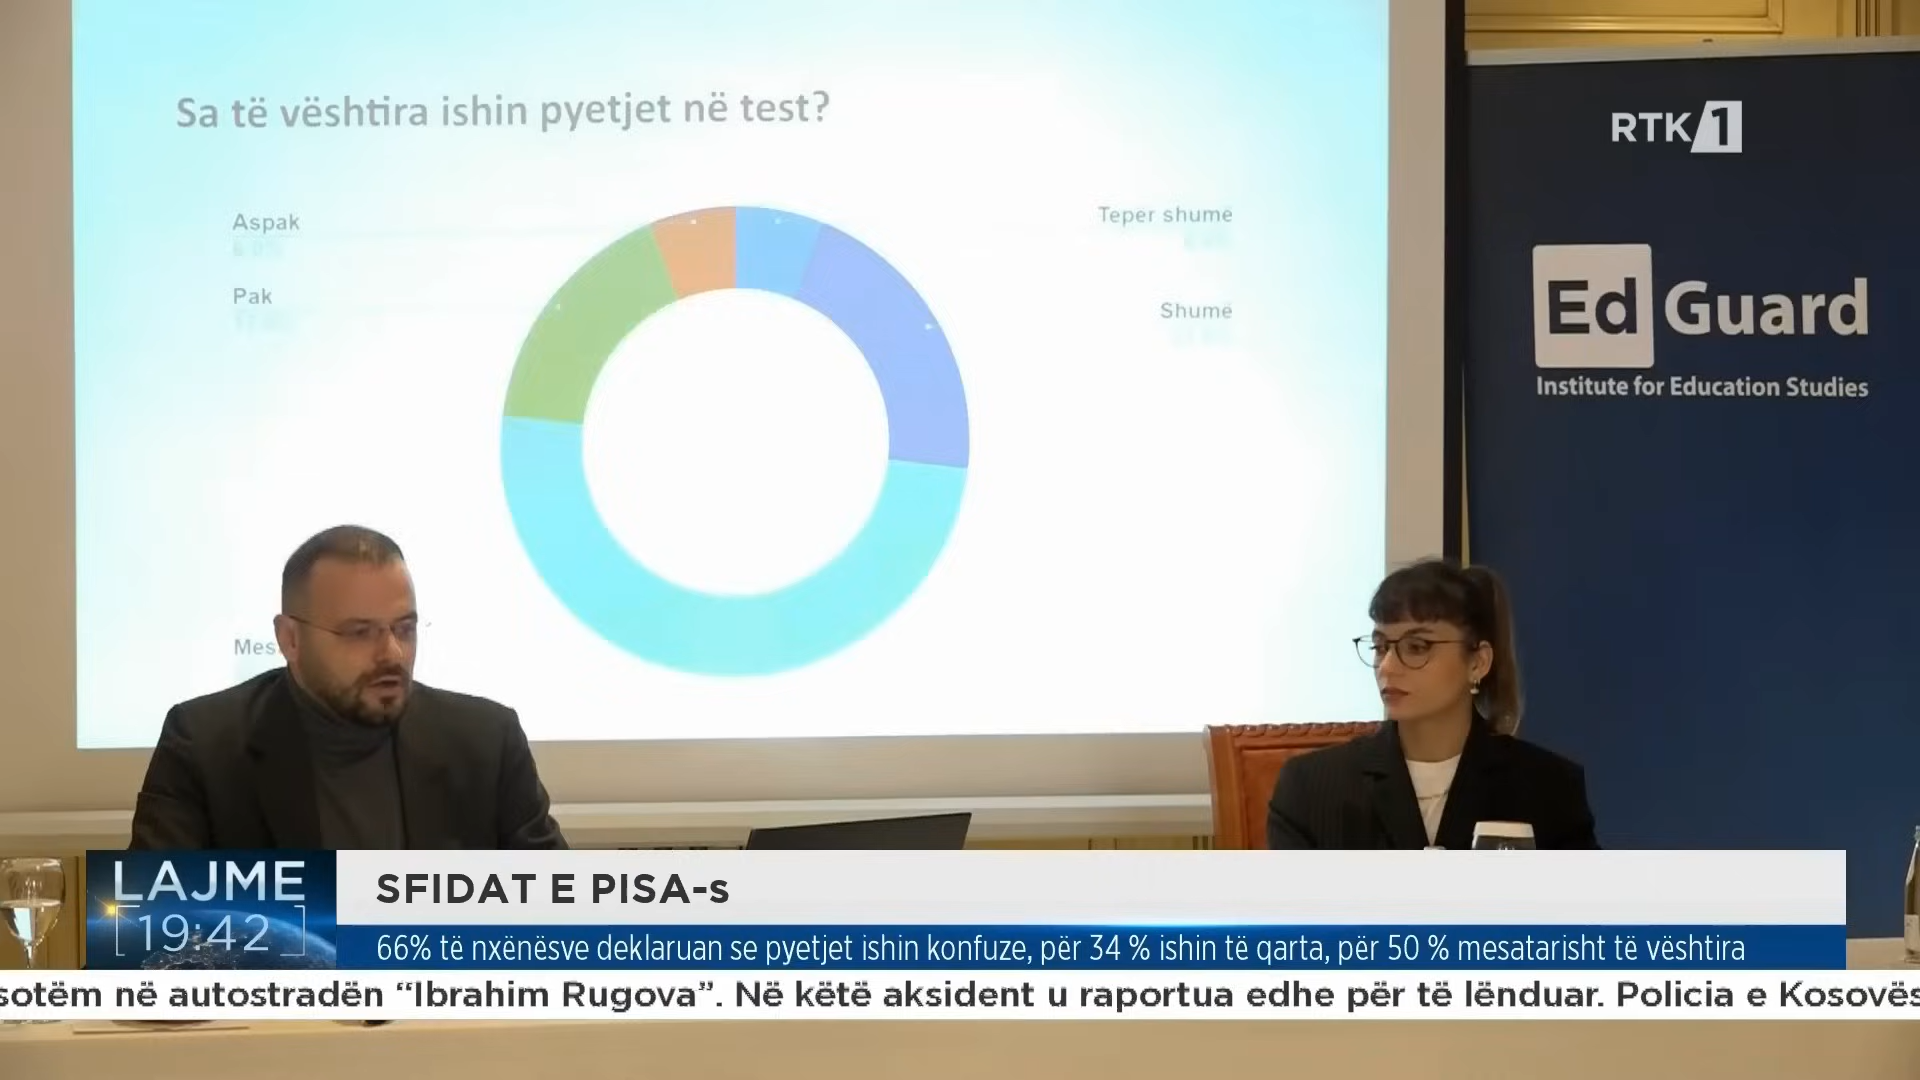 Sa të vështira ishin pyetjet në test?
Aspak
Pak
Teper shumë
Shumë
RTK 1
Ed Guard
Institute for Education Studies
LAJME
19:42
SFIDAT E PISA-s
66% të nxënësve deklaruan se pyetjet ishin konfuze, për 34 % ishin të qarta, për 50 % mesatarisht të vështira
sotëm në autostradën “Ibrahim Rugova”. Në këtë aksident u raportua edhe për të lënduar. Policia e Kosovës